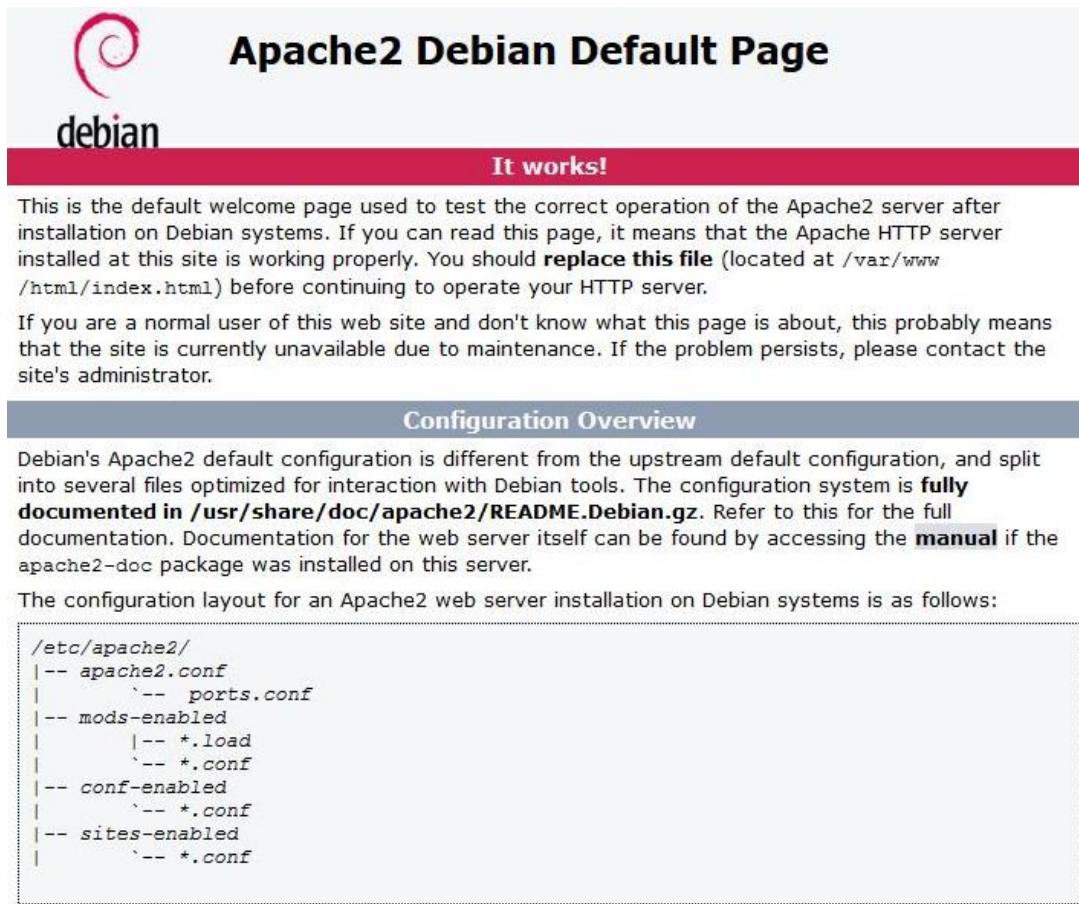 debian
Apache2 Debian Default Page
It works!
This is the default welcome page used to test the correct operation of the Apache2 server after
installation on Debian systems. If you can read this page, it means that the Apache HTTP server
installed at this site is working properly. You should replace this file (located at /var/www
/html/index.html) before continuing to operate your HTTP server.
If you are a normal user of this web site and don't know what this page is about, this probably means
that the site is currently unavailable due to maintenance. If the problem persists, please contact the
site's administrator.
Configuration Overview
Debian's Apache2 default configuration is different from the upstream default configuration, and split
into several files optimized for interaction with Debian tools. The configuration system is fully
documented in /usr/share/doc/apache2/README.Debian.gz. Refer to this for the full
documentation. Documentation for the web server itself can be found by accessing the manual if the
apache2-doc package was installed on this server.
The configuration layout for an Apache2 web server installation on Debian systems is as follows:
/etc/apache2/
|-- apache2.conf
|       `--  ports.conf
|-- mods-enabled
|       |-- *.load
|       `-- *.conf
|-- conf-enabled
|       `-- *.conf
|-- sites-enabled
|       `-- *.conf